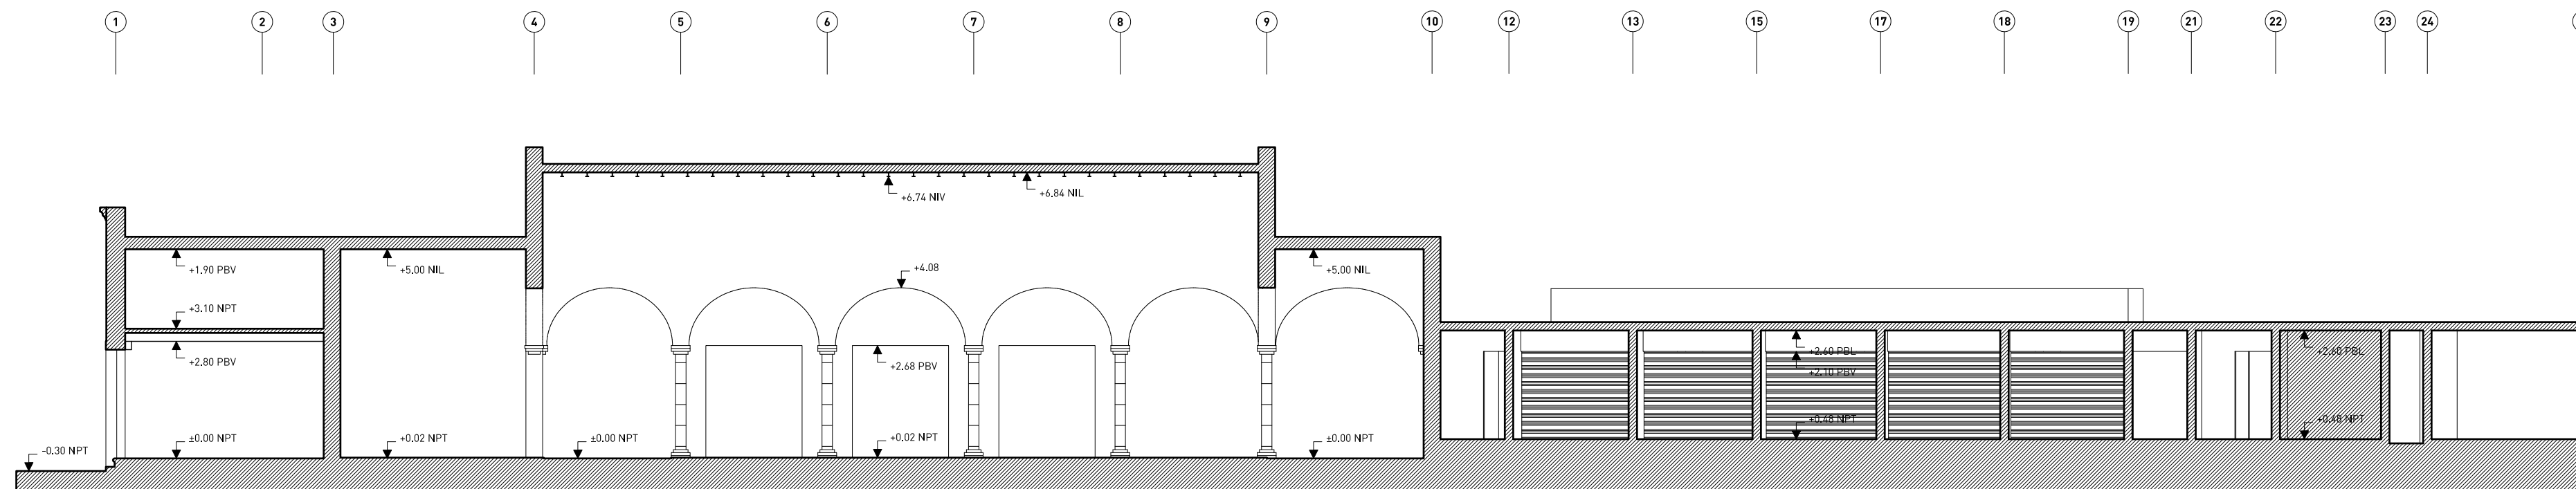 1 2 3 4 5 6 7 8 9 10 12 13 15 17 18 19 21 22 23 24
+6.74 NIV
+6.84 NIL
+1.90 PBV
+5.00 NIL
+4.08
+5.00 NIL
+3.10 NPT
+2.80 PBV
+2.68 PBV
+2.60 PBL
+2.10 PBV
+2.60 PBL
+0.48 NPT
+0.48 NPT
-0.30 NPT
±0.00 NPT
+0.02 NPT
±0.00 NPT
+0.02 NPT
±0.00 NPT